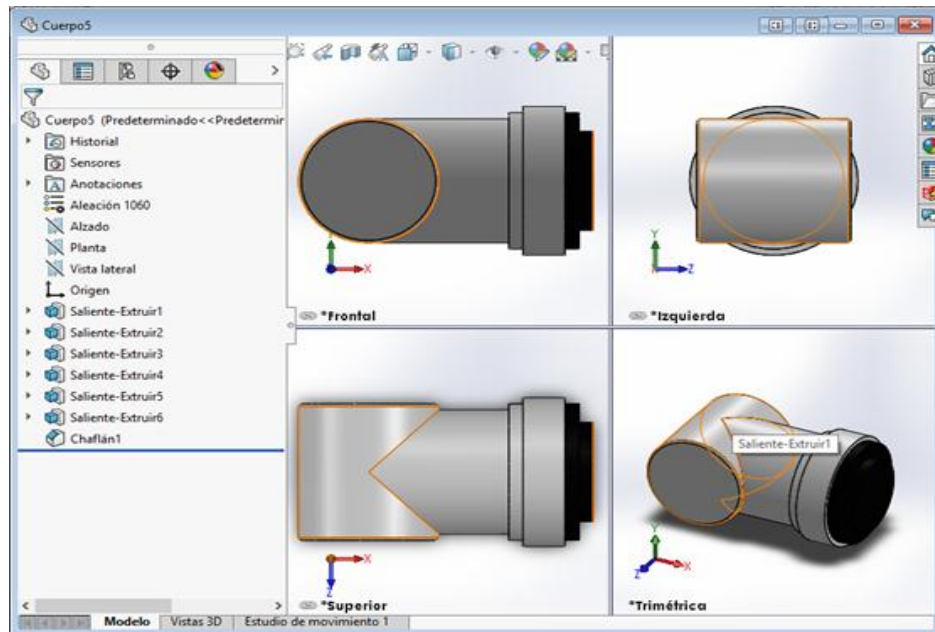 Cuerpo5
Cuerpo5 (Predeterminado<<Predetermir
Historial
Sensores
Anotaciones
Aleación 1060
Alzado
Planta
Vista lateral
Origen
Saliente-Extruir1
Saliente-Extruir2
Saliente-Extruir3
Saliente-Extruir4
Saliente-Extruir5
Saliente-Extruir6
Chaflán1
Y
X
*Frontal
Y
Z
*Izquierda
X
Z
*Superior
Saliente-Extruir1
Y
Z
X
*Trimétrica
Modelo
Vistas 3D
Estudio de movimiento 1